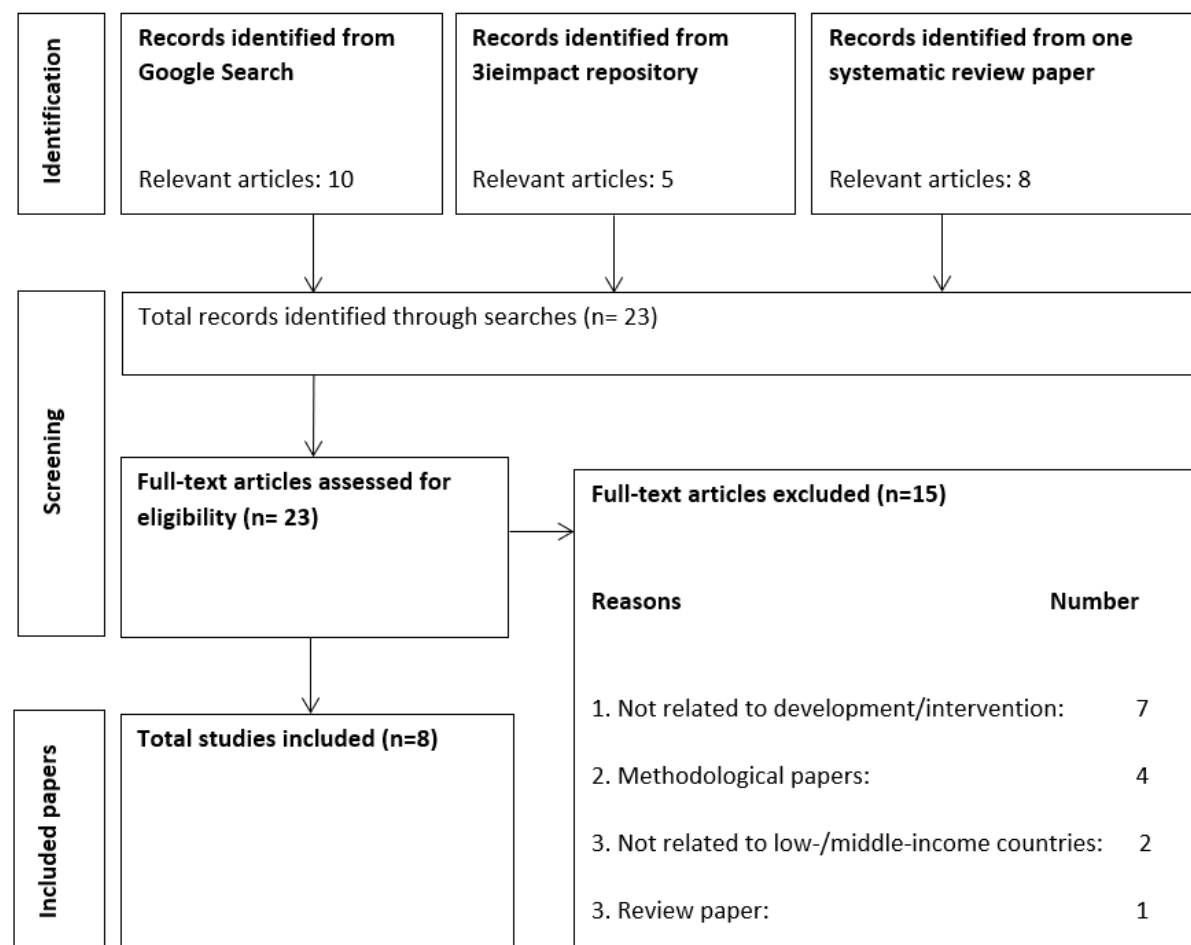 Identification
Records identified from
Google Search
Relevant articles: 10
Records identified from
3ieimpact repository
Relevant articles: 5
Records identified from one
systematic review paper
Relevant articles: 8
Screening
Total records identified through searches (n= 23)
Full-text articles assessed for
eligibility (n= 23)
Full-text articles excluded (n=15)
Reasons Number
1. Not related to development/intervention: 7
2. Methodological papers: 4
3. Not related to low-/middle-income countries: 2
3. Review paper: 1
Included papers
Total studies included (n=8)